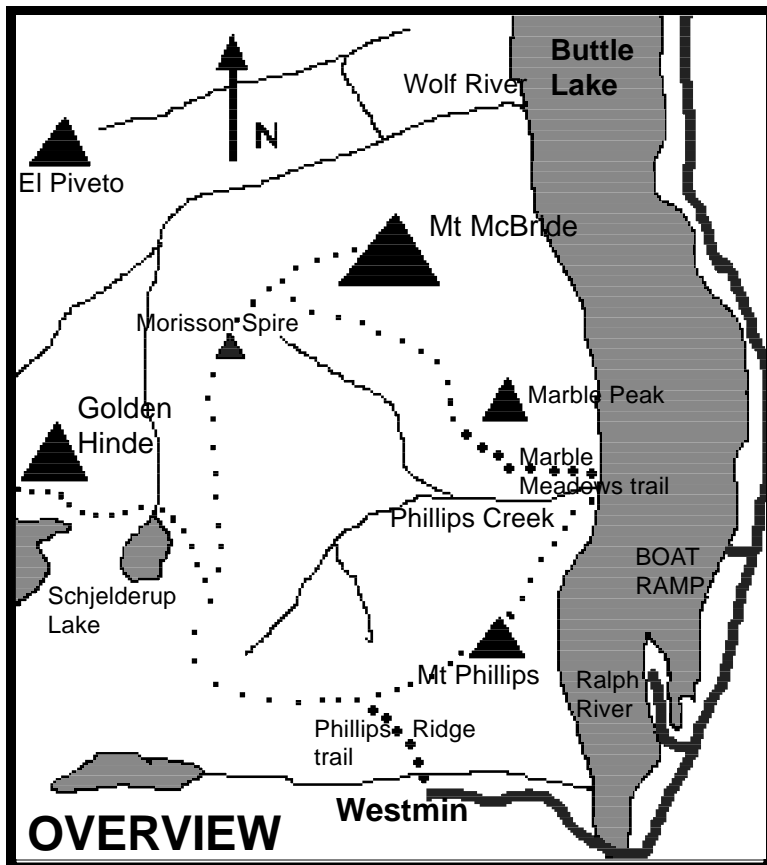 Buttle
Lake
Wolf River
N
El Piveto
Mt McBride
Morisson Spire
Marble Peak
Golden
Hinde
Marble
Meadows trail
Phillips Creek
BOAT
RAMP
Schjelderup
Lake
Mt Phillips
Ralph
River
Phillips Ridge
trail
Westmin
OVERVIEW